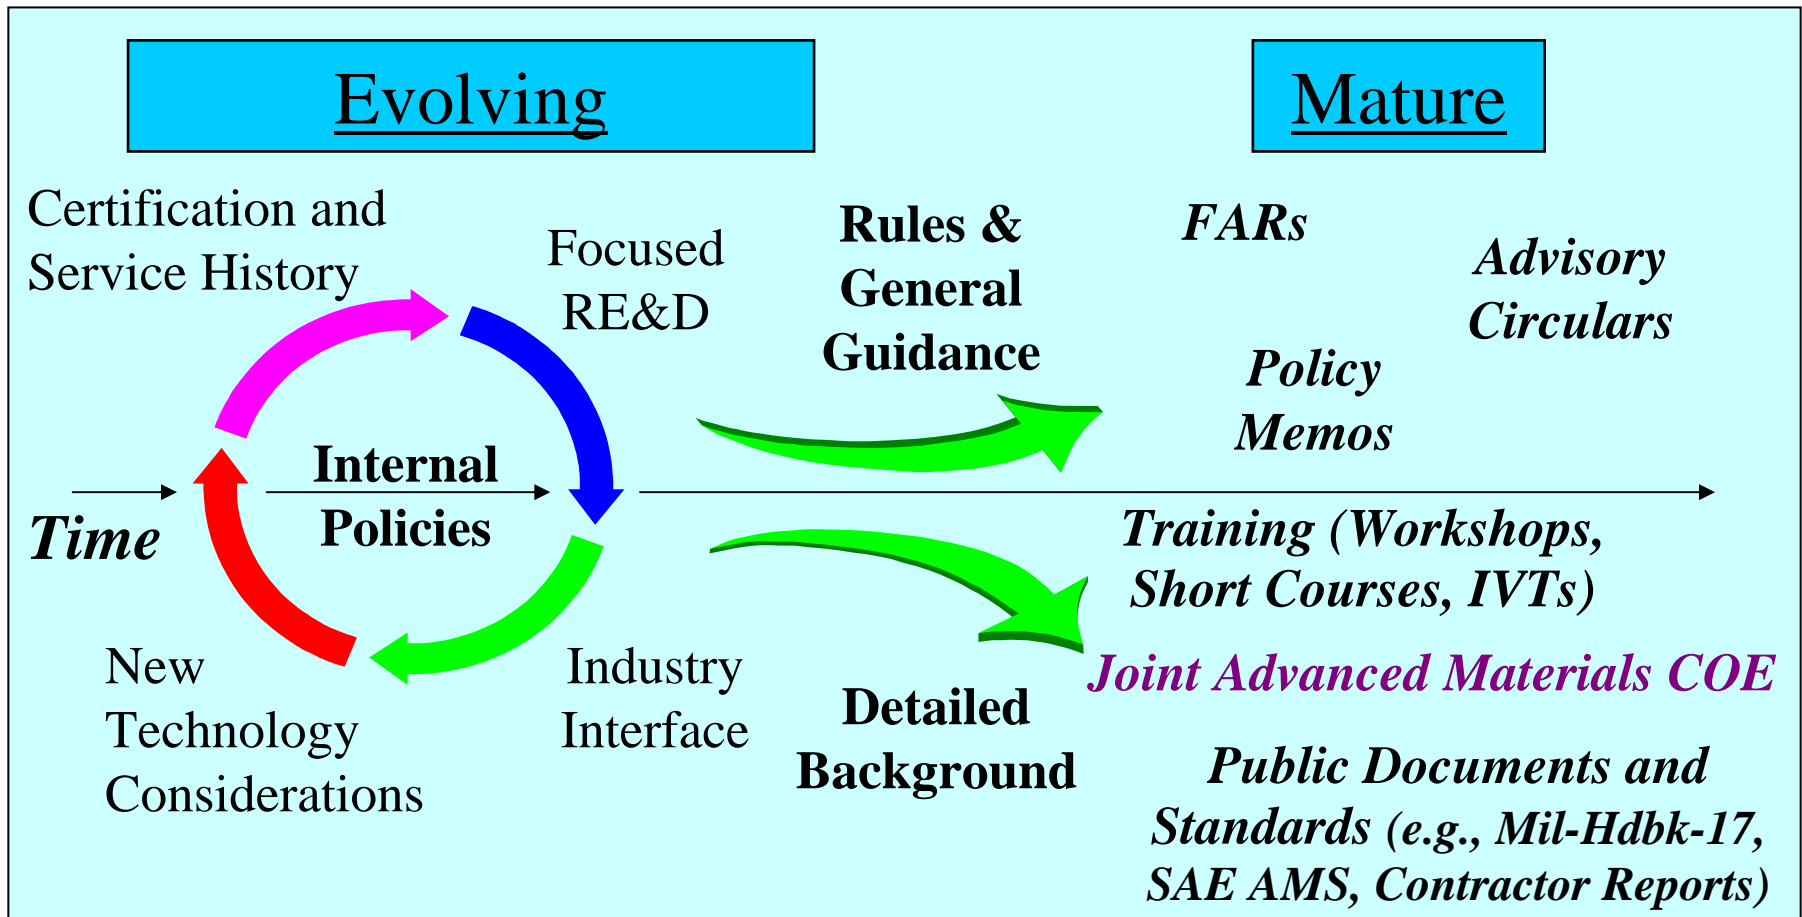 Evolving
Mature
Certification and
Service History
Focused
RE&D
Rules &
General
Guidance
FARs
Advisory
Circulars
Policy
Memos
Internal
Policies
Time
Training (Workshops,
Short Courses, IVTs)
New
Technology
Considerations
Industry
Interface
Detailed
Background
Joint Advanced Materials COE
Public Documents and
Standards (e.g., Mil-Hdbk-17,
SAE AMS, Contractor Reports)